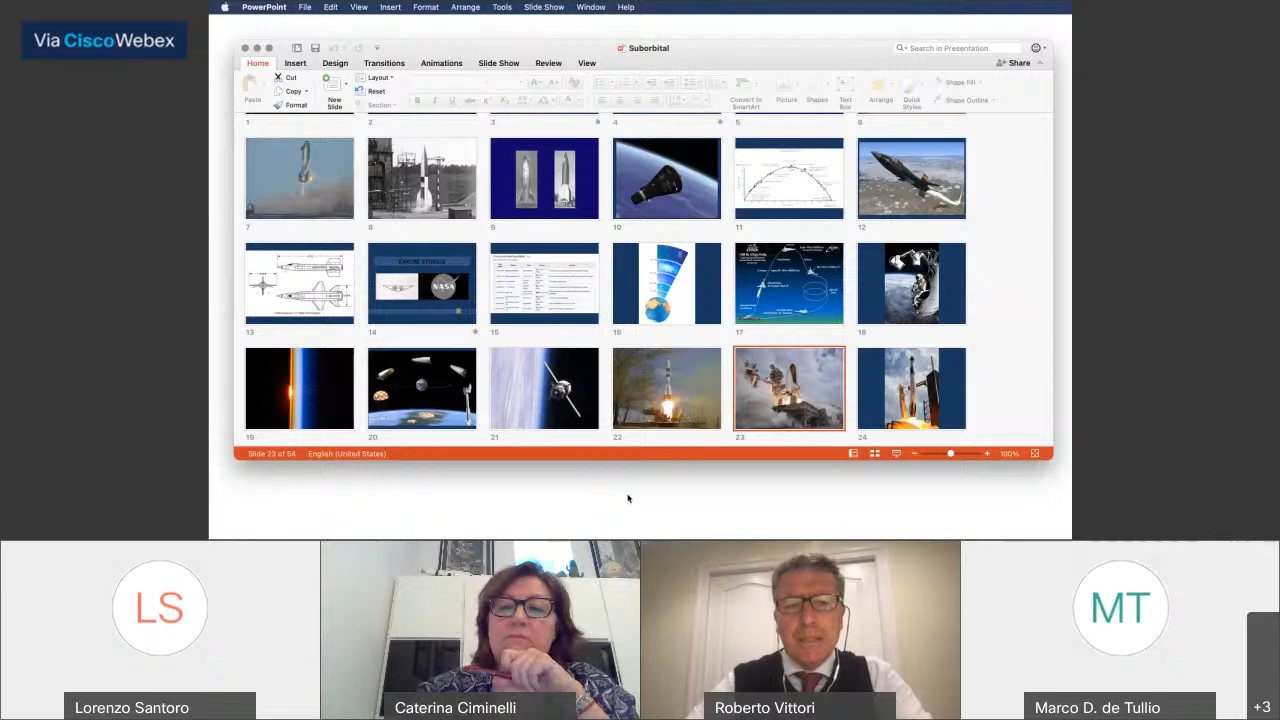 PowerPoint File Edit View Insert Format Arrange Tools Slide Show Window Help
Via CiscoWebex
Suborbital
Search in Presentation
Home Insert Design Transitions Animations Slide Show Review View
Share
Paste
Cut
Copy
Format
New Slide
Layout
Reset
Section
Convert to SmartArt
Picture
Shapes
Text Box
Arrange
Quick Styles
Shape Fill
Shape Outline
1 2 3 4 5 6
7 8 9 10 11 12
NASA
13 14 15 16 17 18
19 20 21 22 23 24
Slide 23 of 54 English (United States)
100%
LS
MT
Lorenzo Santoro
Caterina Ciminelli
Roberto Vittori
Marco D. de Tullio
+3